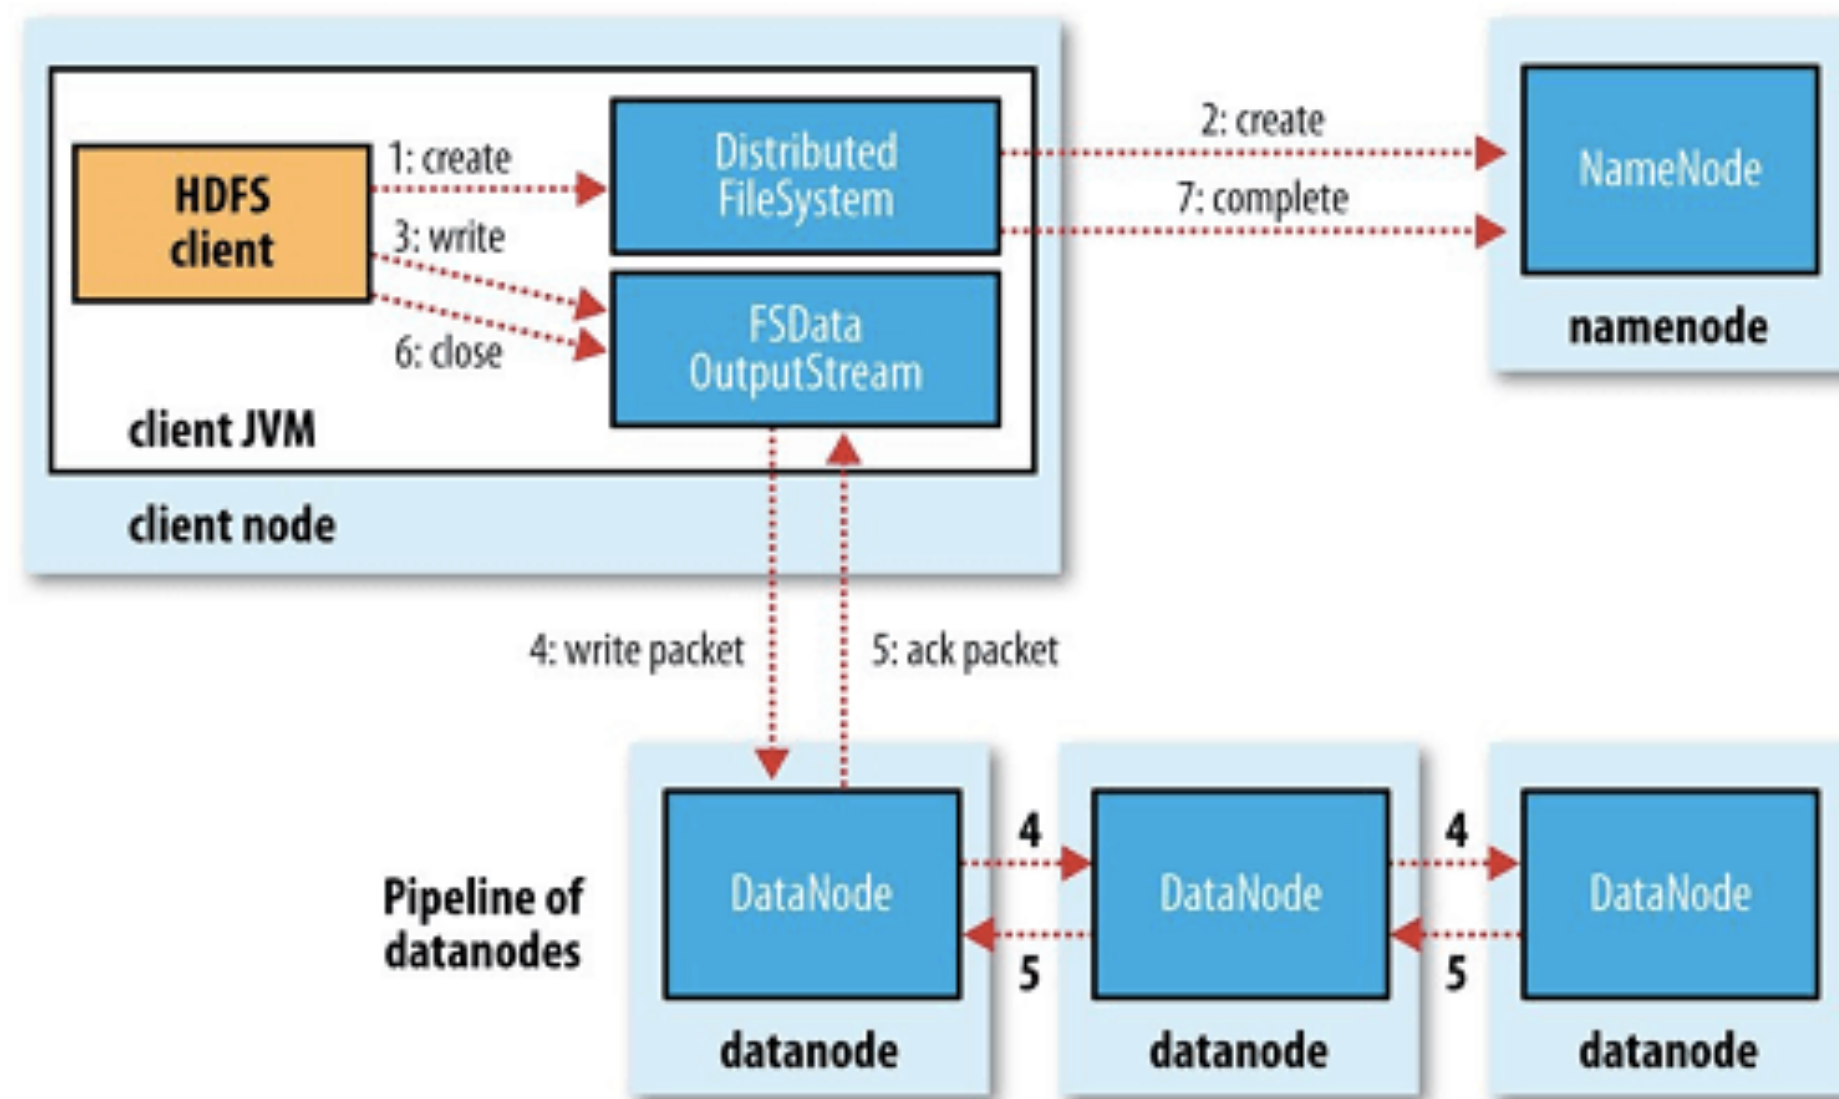 HDFS
client
1: create
3: write
6: close
Distributed
FileSystem
FSData
OutputStream
client JVM
client node
2: create
7: complete
NameNode
namenode
4: write packet
5: ack packet
Pipeline of
datanodes
DataNode
datanode
4
5
DataNode
datanode
4
5
DataNode
datanode